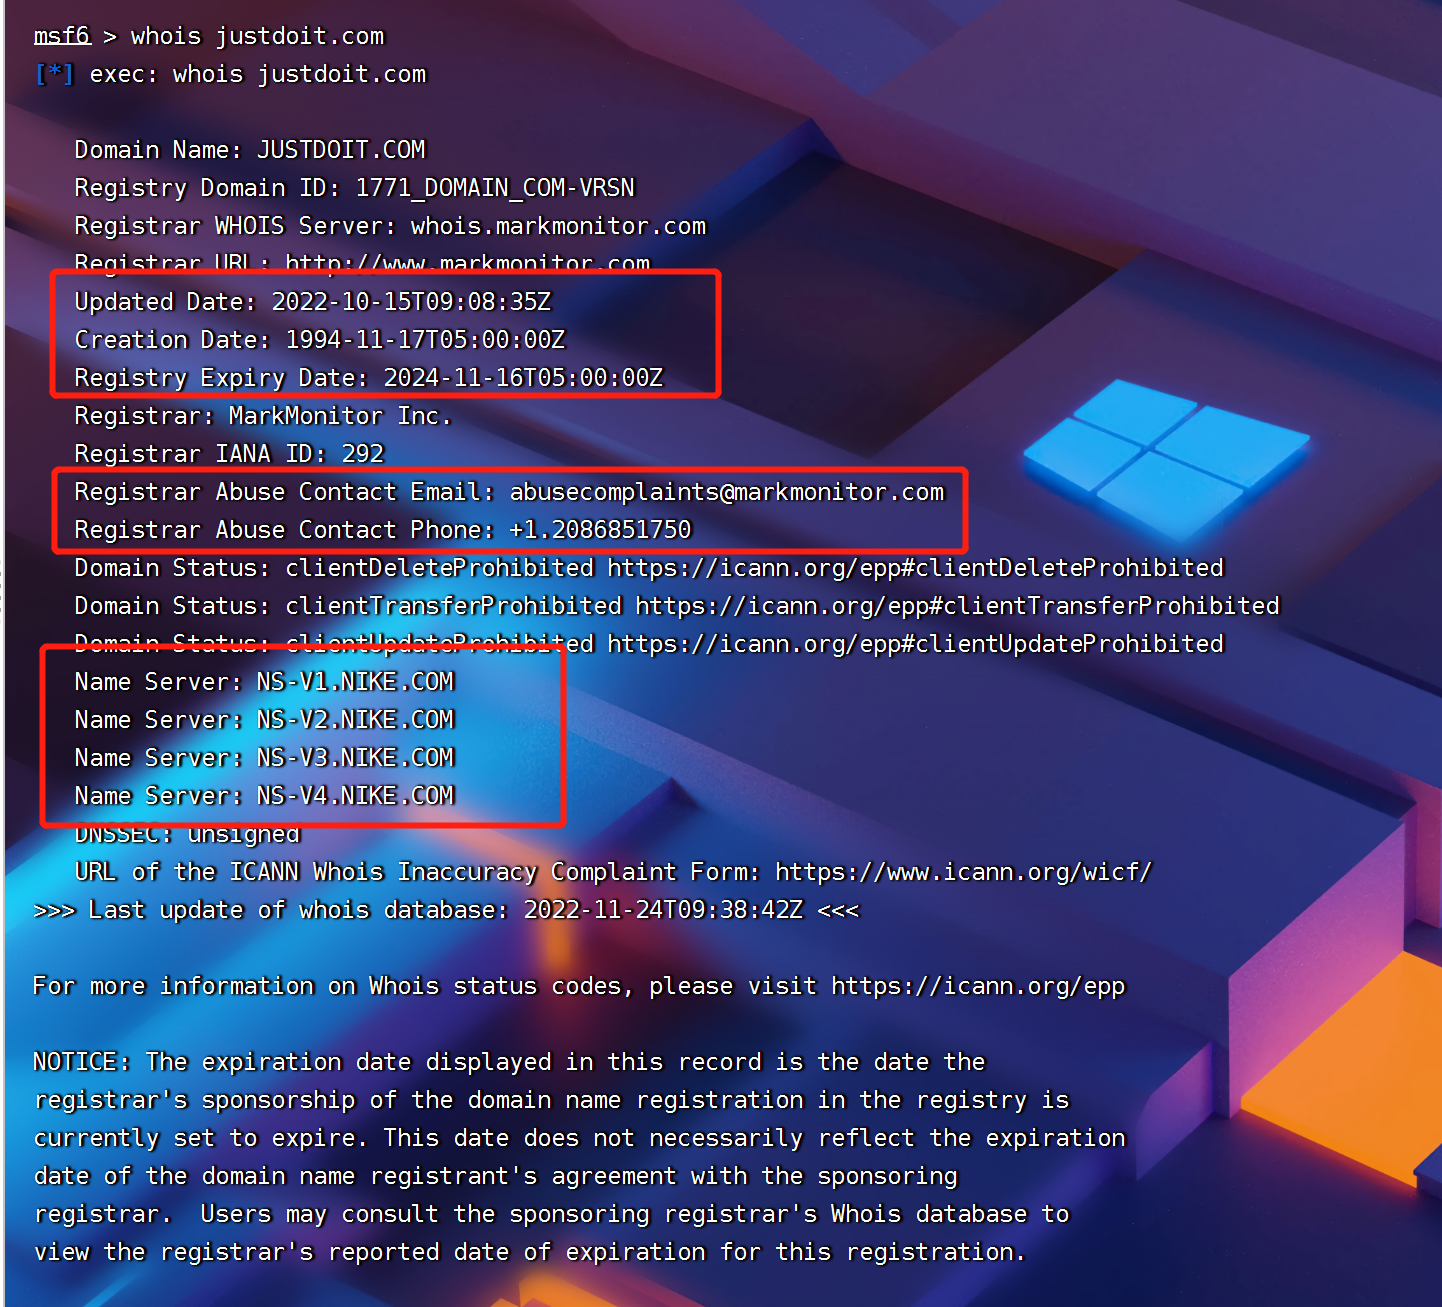 msf6 > whois justdoit.com
[*] exec: whois justdoit.com
Domain Name: JUSTDOIT.COM
Registry Domain ID: 1771_DOMAIN_COM-VRSN
Registrar WHOIS Server: whois.markmonitor.com
Registrar URL: http://www.markmonitor.com
Updated Date: 2022-10-15T09:08:35Z
Creation Date: 1994-11-17T05:00:00Z
Registry Expiry Date: 2024-11-16T05:00:00Z
Registrar: MarkMonitor Inc.
Registrar IANA ID: 292
Registrar Abuse Contact Email: abusecomplaints@markmonitor.com
Registrar Abuse Contact Phone: +1.2086851750
Domain Status: clientDeleteProhibited https://icann.org/epp#clientDeleteProhibited
Domain Status: clientTransferProhibited https://icann.org/epp#clientTransferProhibited
Domain Status: clientUpdateProhibited https://icann.org/epp#clientUpdateProhibited
Name Server: NS-V1.NIKE.COM
Name Server: NS-V2.NIKE.COM
Name Server: NS-V3.NIKE.COM
Name Server: NS-V4.NIKE.COM
DNSSEC: unsigned
URL of the ICANN Whois Inaccuracy Complaint Form: https://www.icann.org/wicf/
>>> Last update of whois database: 2022-11-24T09:38:42Z <<<
For more information on Whois status codes, please visit https://icann.org/epp
NOTICE: The expiration date displayed in this record is the date the
registrar's sponsorship of the domain name registration in the registry is
currently set to expire. This date does not necessarily reflect the expiration
date of the domain name registrant's agreement with the sponsoring
registrar.  Users may consult the sponsoring registrar's Whois database to
view the registrar's reported date of expiration for this registration.